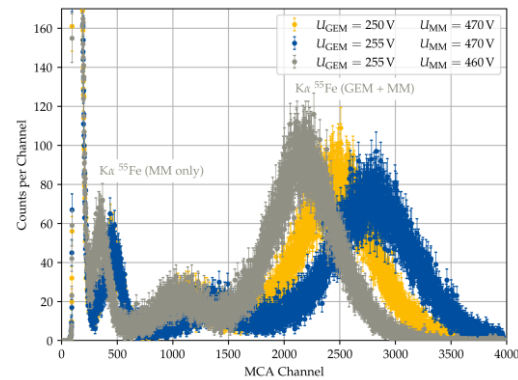 U_GEM = 250 V U_MM = 470 V
U_GEM = 255 V U_MM = 470 V
U_GEM = 255 V U_MM = 460 V
Kα ⁵⁵Fe (GEM + MM)
Kα ⁵⁵Fe (MM only)
Counts per Channel
160
140
120
100
80
60
40
20
0
0 500 1000 1500 2000 2500 3000 3500 4000
MCA Channel